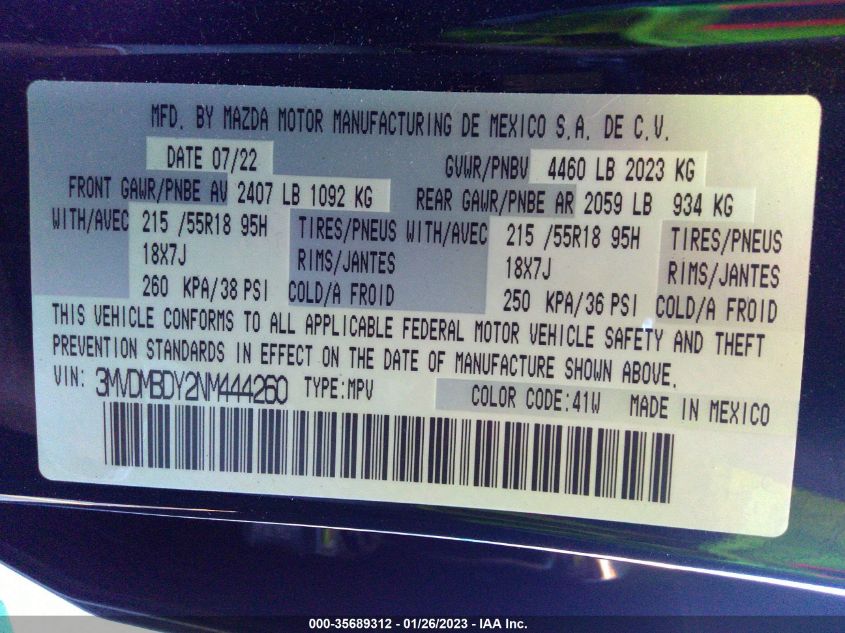 MFD. BY MAZDA MOTOR MANUFACTURING DE MEXICO S.A. DE C.V.
DATE 07/22 GVWR/PNBV 4460 LB 2023 KG
FRONT GAWR/PNBE AV 2407 LB 1092 KG REAR GAWR/PNBE AR 2059 LB 934 KG
WITH/AVEC 215 /55R18 95H TIRES/PNEUS WITH/AVEC 215 /55R18 95H TIRES/PNEUS
18X7J RIMS/JANTES 18X7J RIMS/JANTES
260 KPA/38 PSI COLD/A FROID 250 KPA/36 PSI COLD/A FROID
THIS VEHICLE CONFORMS TO ALL APPLICABLE FEDERAL MOTOR VEHICLE SAFETY AND THEFT
PREVENTION STANDARDS IN EFFECT ON THE DATE OF MANUFACTURE SHOWN ABOVE.
VIN: 3MVDMBDY2NM444260 TYPE:MPV COLOR CODE:41W MADE IN MEXICO
000-35689312 - 01/26/2023 - IAA Inc.